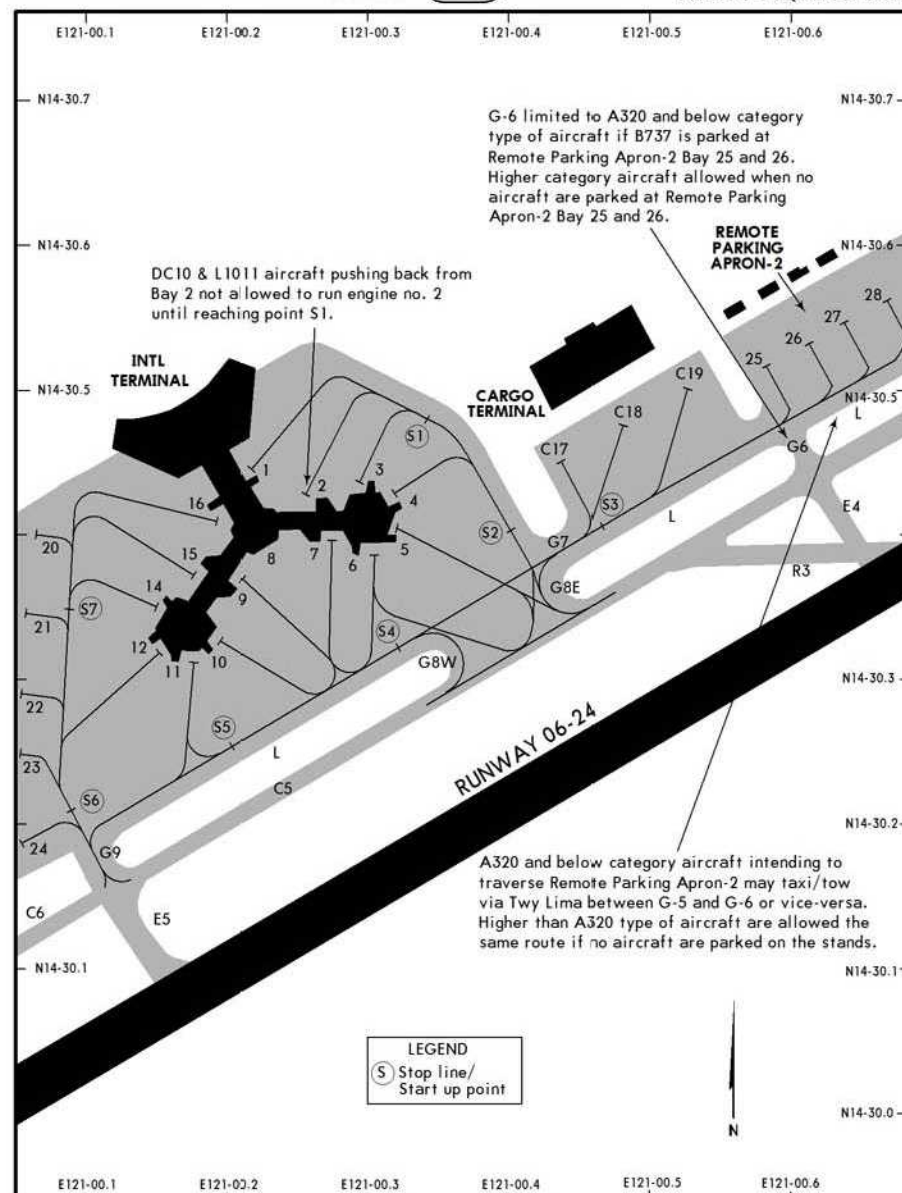 E121-00.1 E121-00.2 E121-00.3 E121-00.4 E121-00.5 E121-00.6
N14-30.7 N14-30.7
G-6 limited to A320 and below category
type of aircraft if B737 is parked at
Remote Parking Apron-2 Bay 25 and 26.
Higher category aircraft allowed when no
aircraft are parked at Remote Parking
Apron-2 Bay 25 and 26.
N14-30.6 N14-30.6
REMOTE
PARKING
APRON-2
DC10 & L1011 aircraft pushing back from
Bay 2 not allowed to run engine no. 2
until reaching point S1.
28
27
26
25
INTL
TERMINAL
CARGO
TERMINAL
N14-30.5 N14-30.5
C19
C18
C17
L
S1
G6
1
2
3
4
16
E4
S3
S2
L
20
G7
5
6
7
8
15
R3
G8E
14
9
S7
21
S4
12
11
10
G8W
N14-30.3 N14-30.3
22
S5
RUNWAY 06-24
23
L
C5
S6
N14-30.2
24
G9
A320 and below category aircraft intending to
traverse Remote Parking Apron-2 may taxi/tow
via Twy Lima between G-5 and G-6 or vice-versa.
Higher than A320 type of aircraft are allowed the
same route if no aircraft are parked on the stands.
C6
E5
N14-30.1 N14-30.1
LEGEND
S Stop line/
Start up point
N14-30.0
N
E121-00.1 E121-00.2 E121-00.3 E121-00.4 E121-00.5 E121-00.6